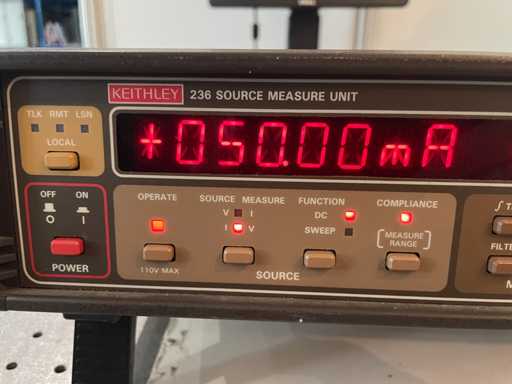 KEITHLEY 236 SOURCE MEASURE UNIT
TLK RMT LSN
LOCAL
+050.00mA
OFF ON
O I
POWER
OPERATE
110V MAX
SOURCE MEASURE
V I
I V
FUNCTION
DC
SWEEP
COMPLIANCE
MEASURE
RANGE
SOURCE
∫ T
FILTE
M